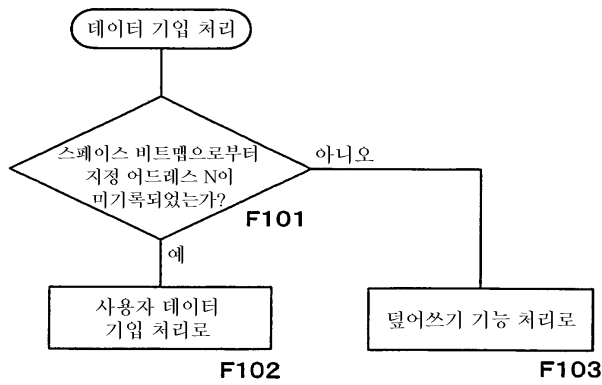 데이터 기입 처리
스페이스 비트맵으로부터
지정 어드레스 N이
미기록되었는가?
아니오
F101
예
사용자 데이터
기입 처리로
덮어쓰기 기능 처리로
F102
F103